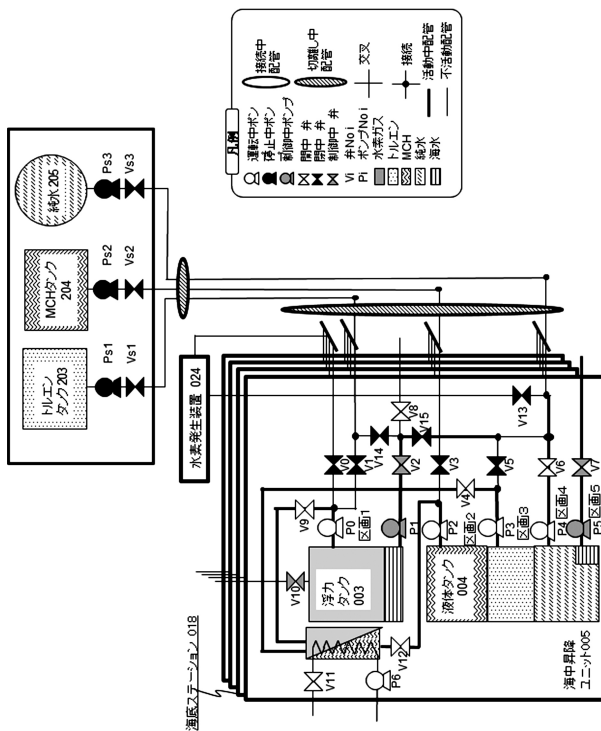 純水 205
MCHタンク
204
トルエン
タンク 203
Ps3
Vs3
Ps2
Vs2
Ps1
Vs1
凡例
運転中ポン
停止中ポン
制御中ポンプ
開中 弁
閉中 弁
制御中 弁
Vi 弁Noi
Pi ポンプNoi
水素ガス
トルエン
MCH
純水
海水
接続中
配管
切離し中
配管
交叉
接続
活動中配管
不活動配管
水素発生装置 024
海底ステーション 018
V0
V1
V14
V2
V8
V15
V3
V4
V5
V13
V6
V7
V9
P0
区画1
P1
P2
区画2
P3
区画3
P4
区画4
P5
区画5
V10
浮力
タンク
003
液体タンク
004
V11
V12
P6
海中昇降
ユニット005